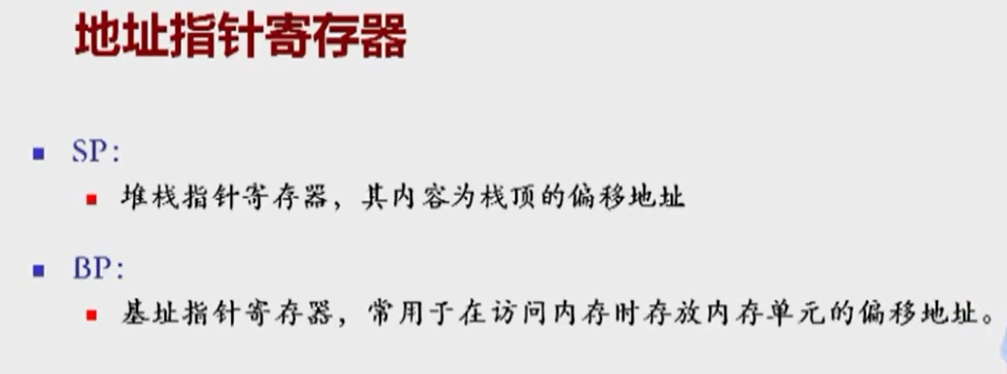 地址指针寄存器
SP：
堆栈指针寄存器，其内容为栈顶的偏移地址
BP：
基址指针寄存器，常用于在访问内存时存放内存单元的偏移地址。